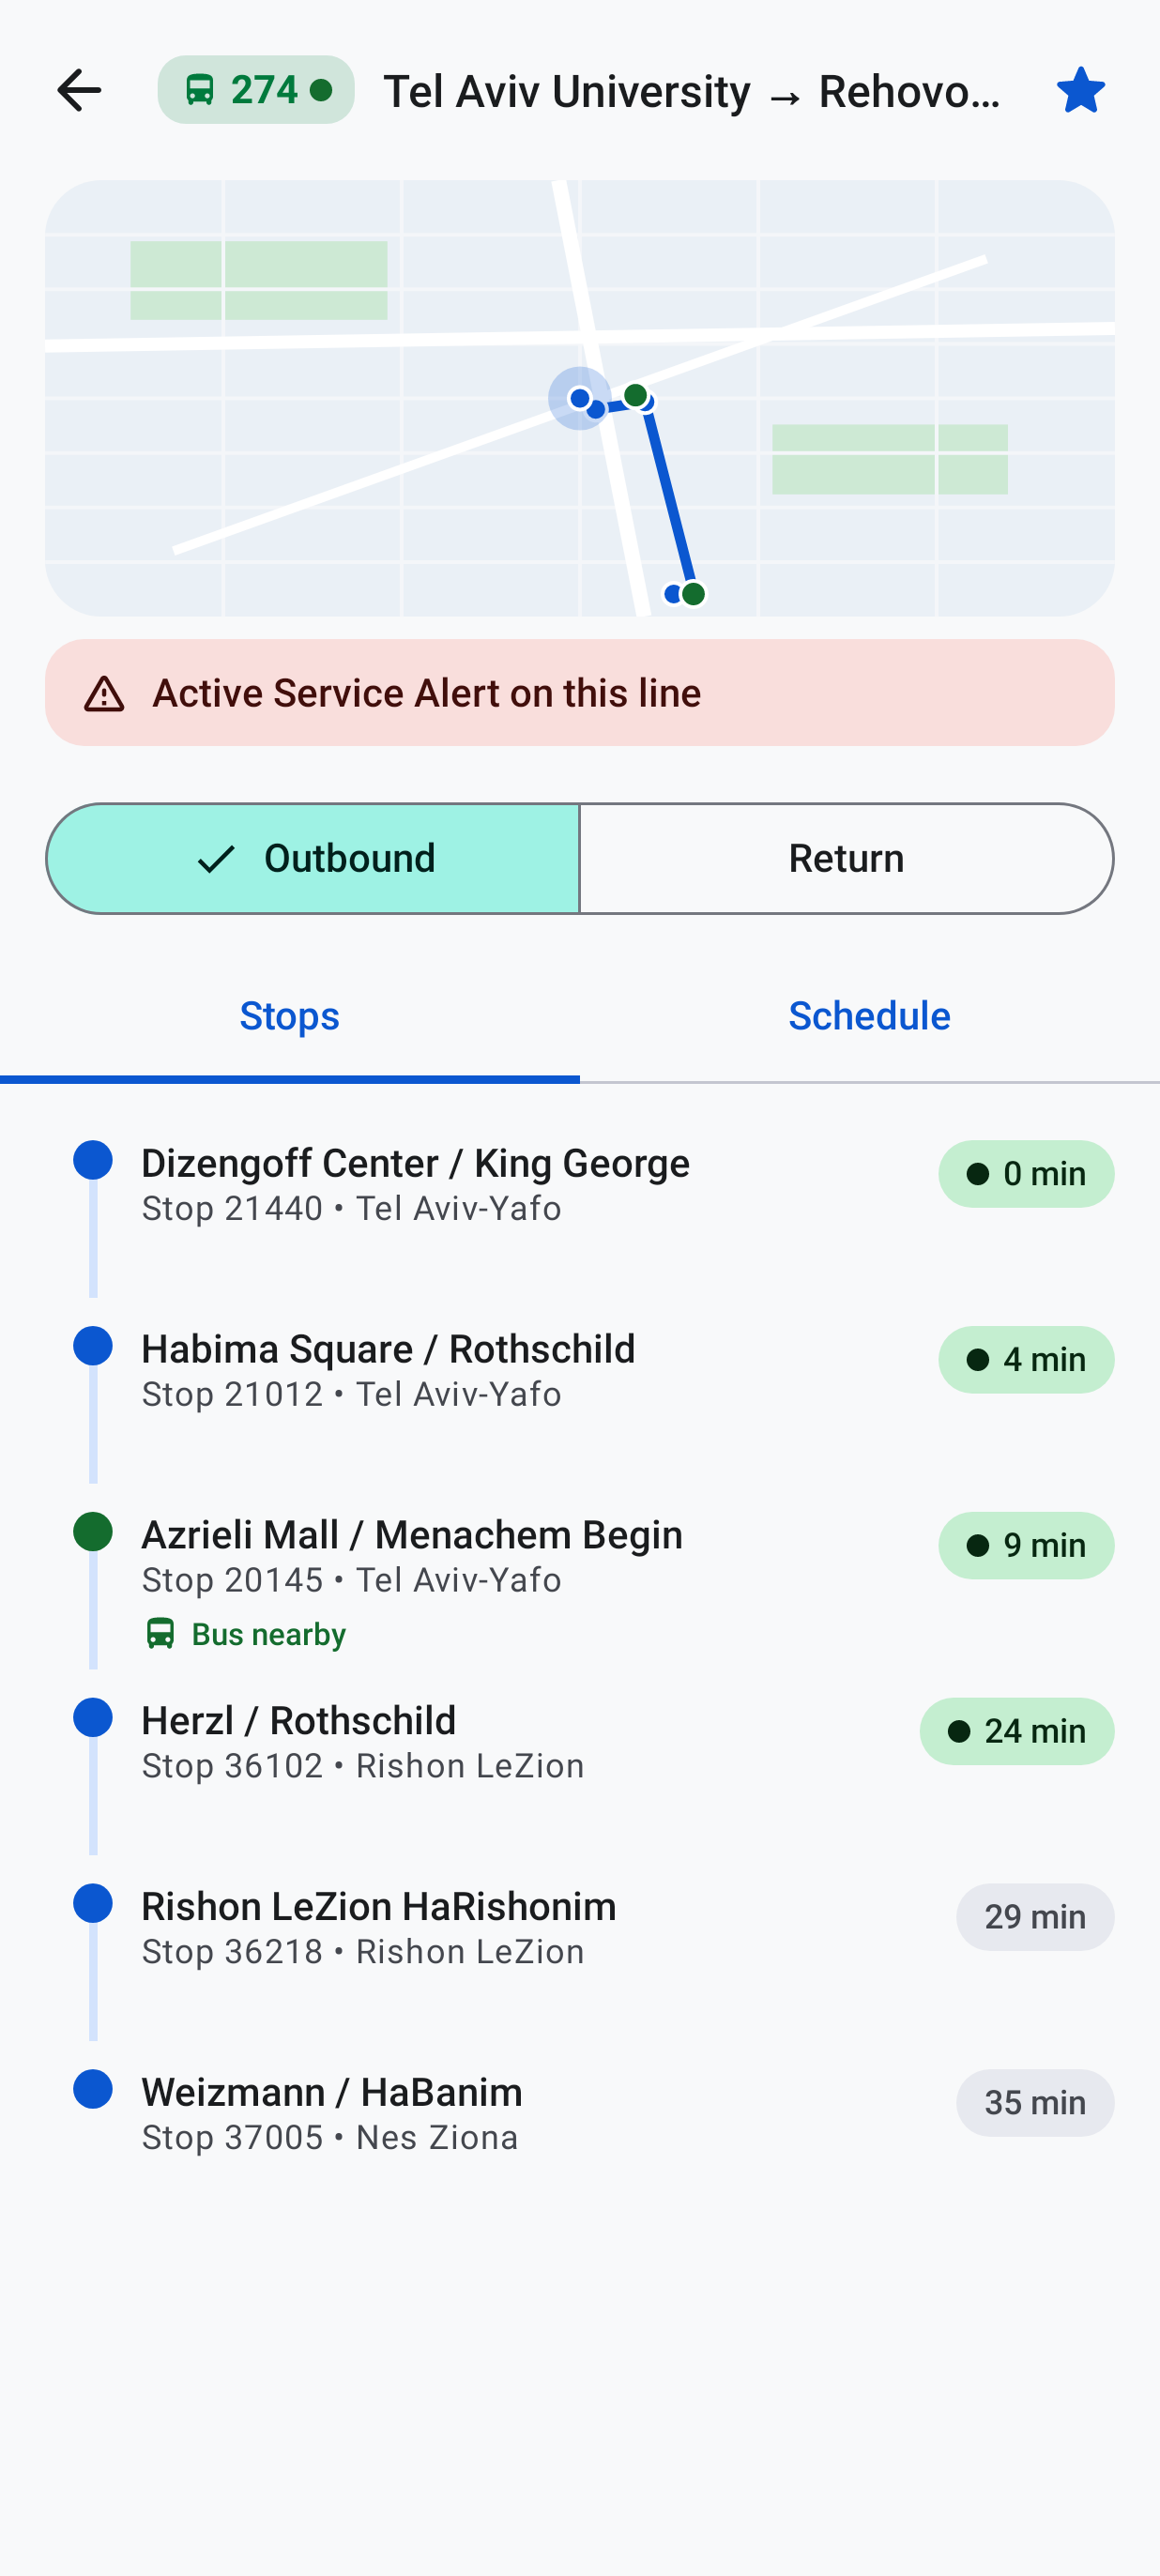 274
Tel Aviv University → Rehovo...
Active Service Alert on this line
Outbound
Return
Stops
Schedule
Dizengoff Center / King George
0 min
Stop 21440 • Tel Aviv-Yafo
Habima Square / Rothschild
4 min
Stop 21012 • Tel Aviv-Yafo
Azrieli Mall / Menachem Begin
9 min
Stop 20145 • Tel Aviv-Yafo
Bus nearby
Herzl / Rothschild
24 min
Stop 36102 • Rishon LeZion
Rishon LeZion HaRishonim
29 min
Stop 36218 • Rishon LeZion
Weizmann / HaBanim
35 min
Stop 37005 • Nes Ziona